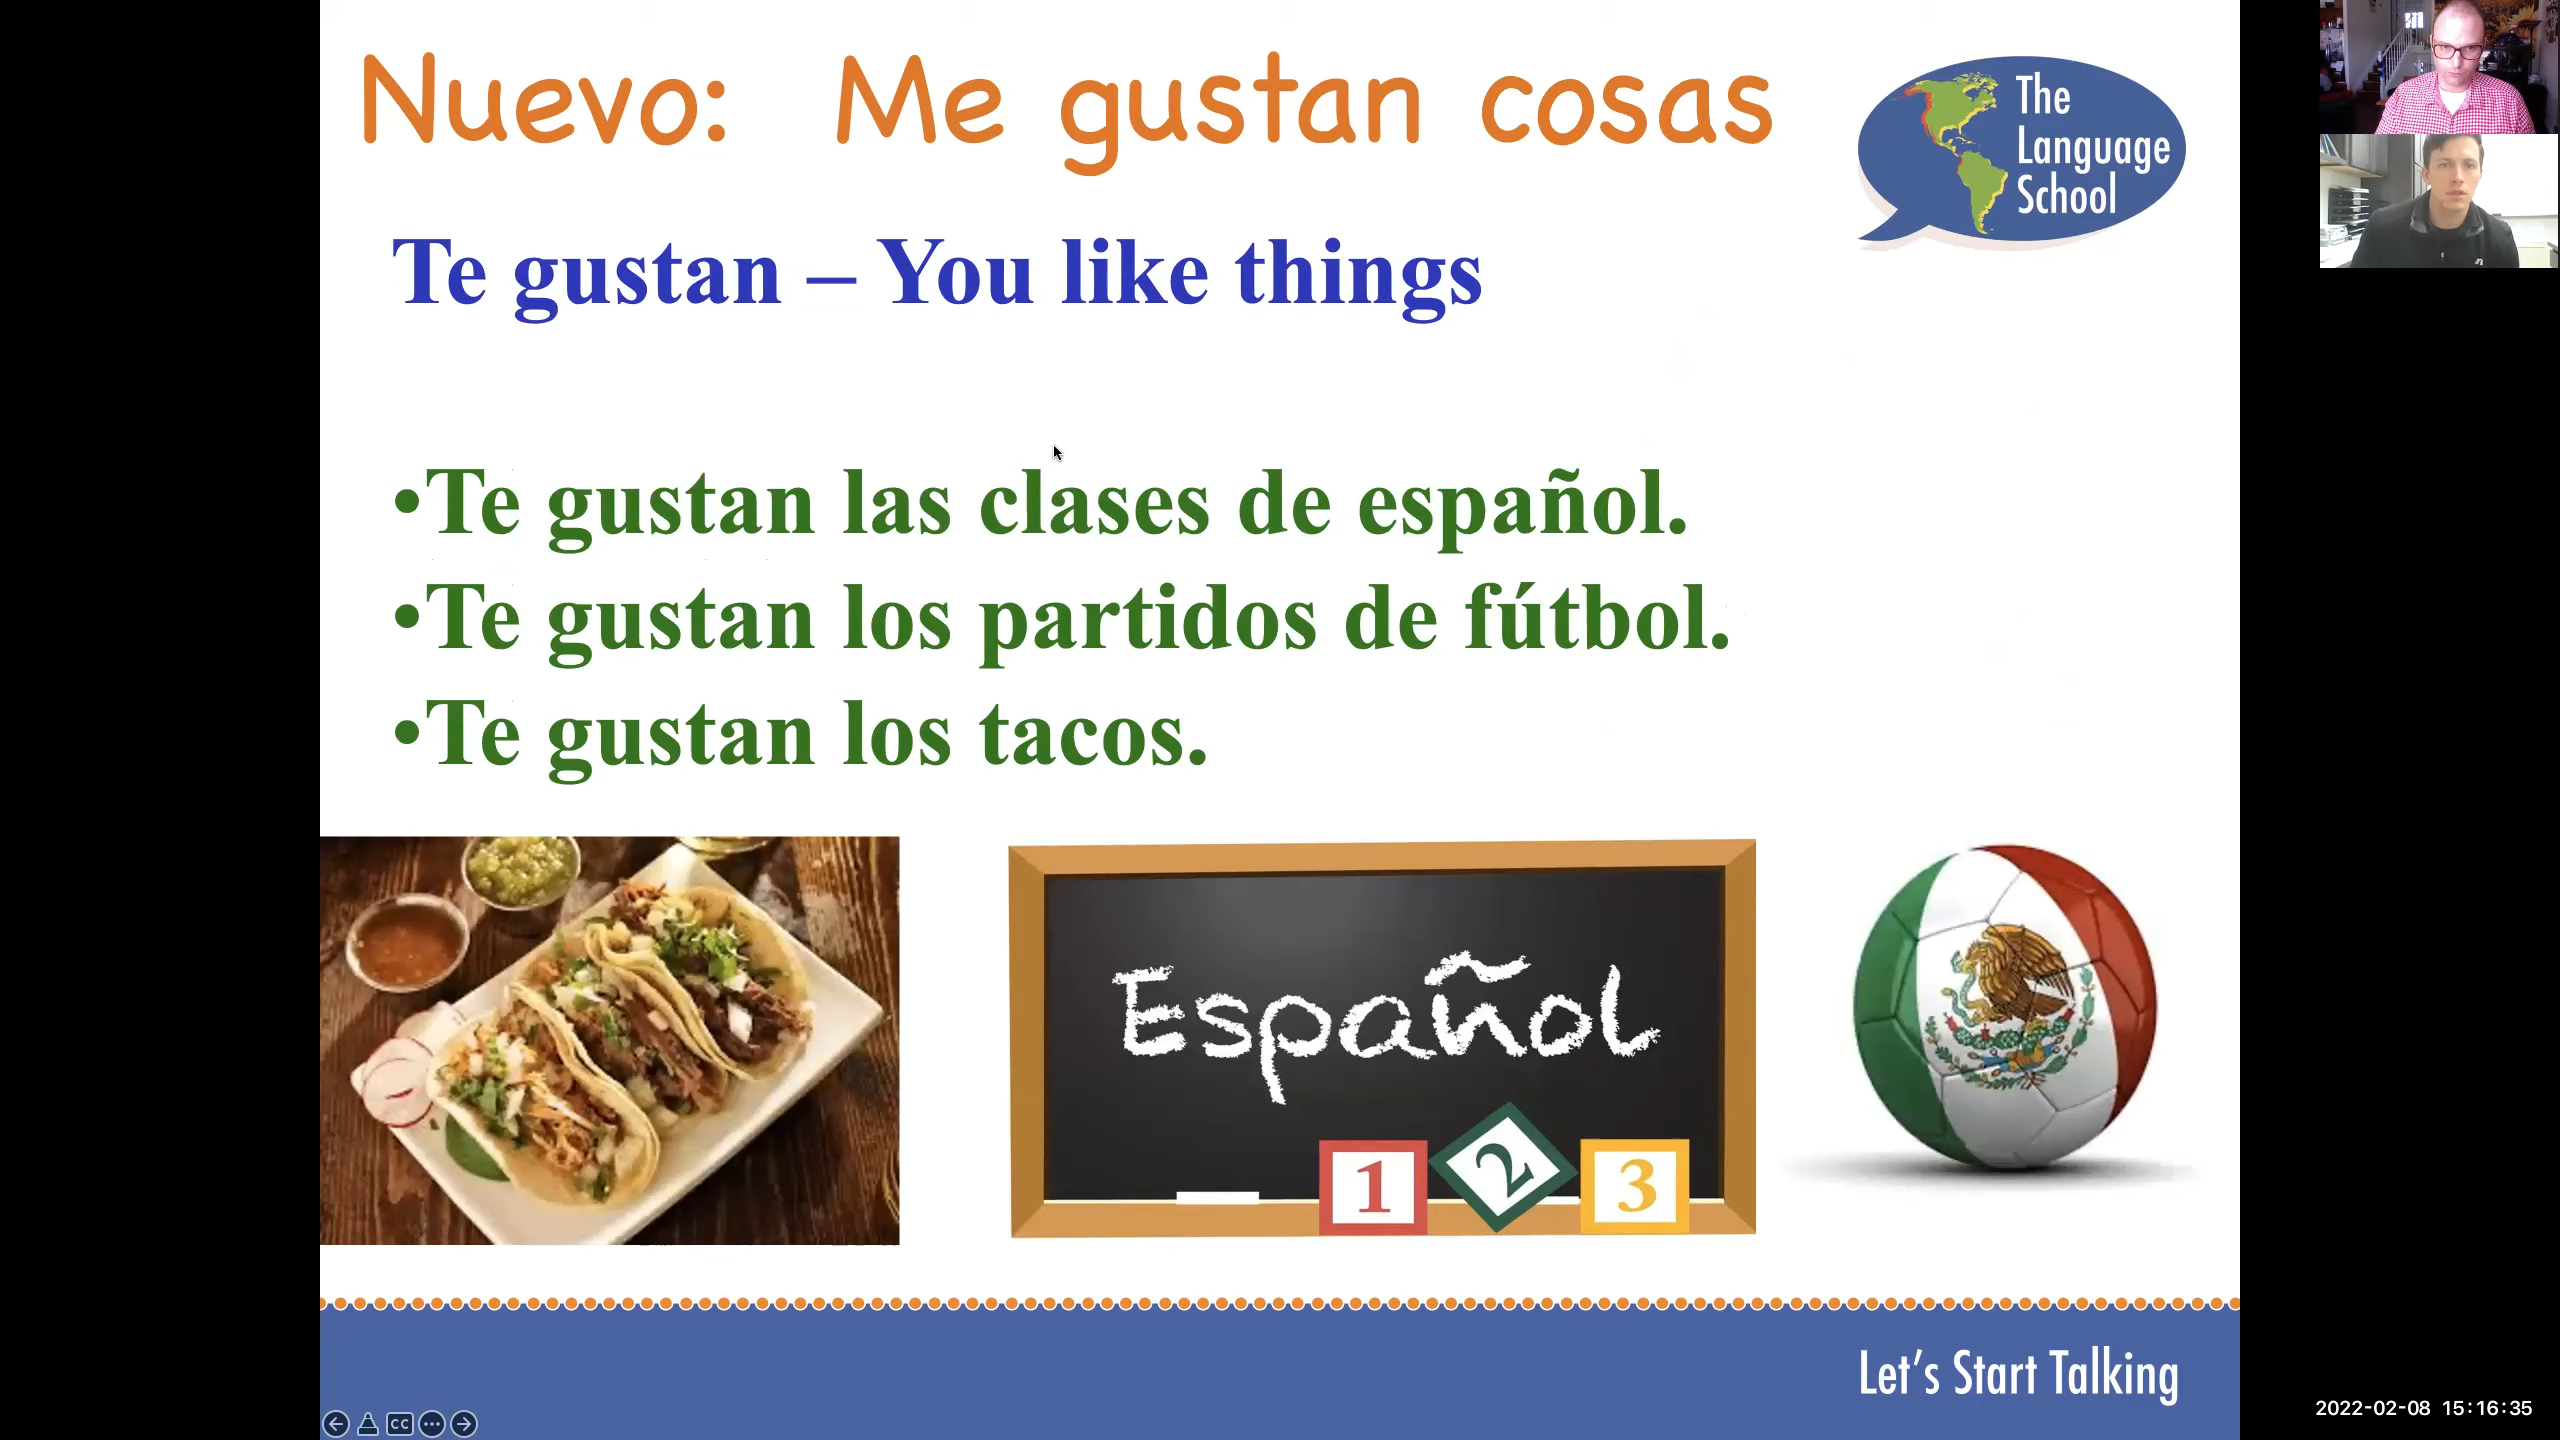 Nuevo: Me gustan cosas
The
Language
School
Te gustan – You like things
•Te gustan las clases de español.
•Te gustan los partidos de fútbol.
•Te gustan los tacos.
Español
1 2 3
Let's Start Talking
CC
2022-02-08 15:16:35